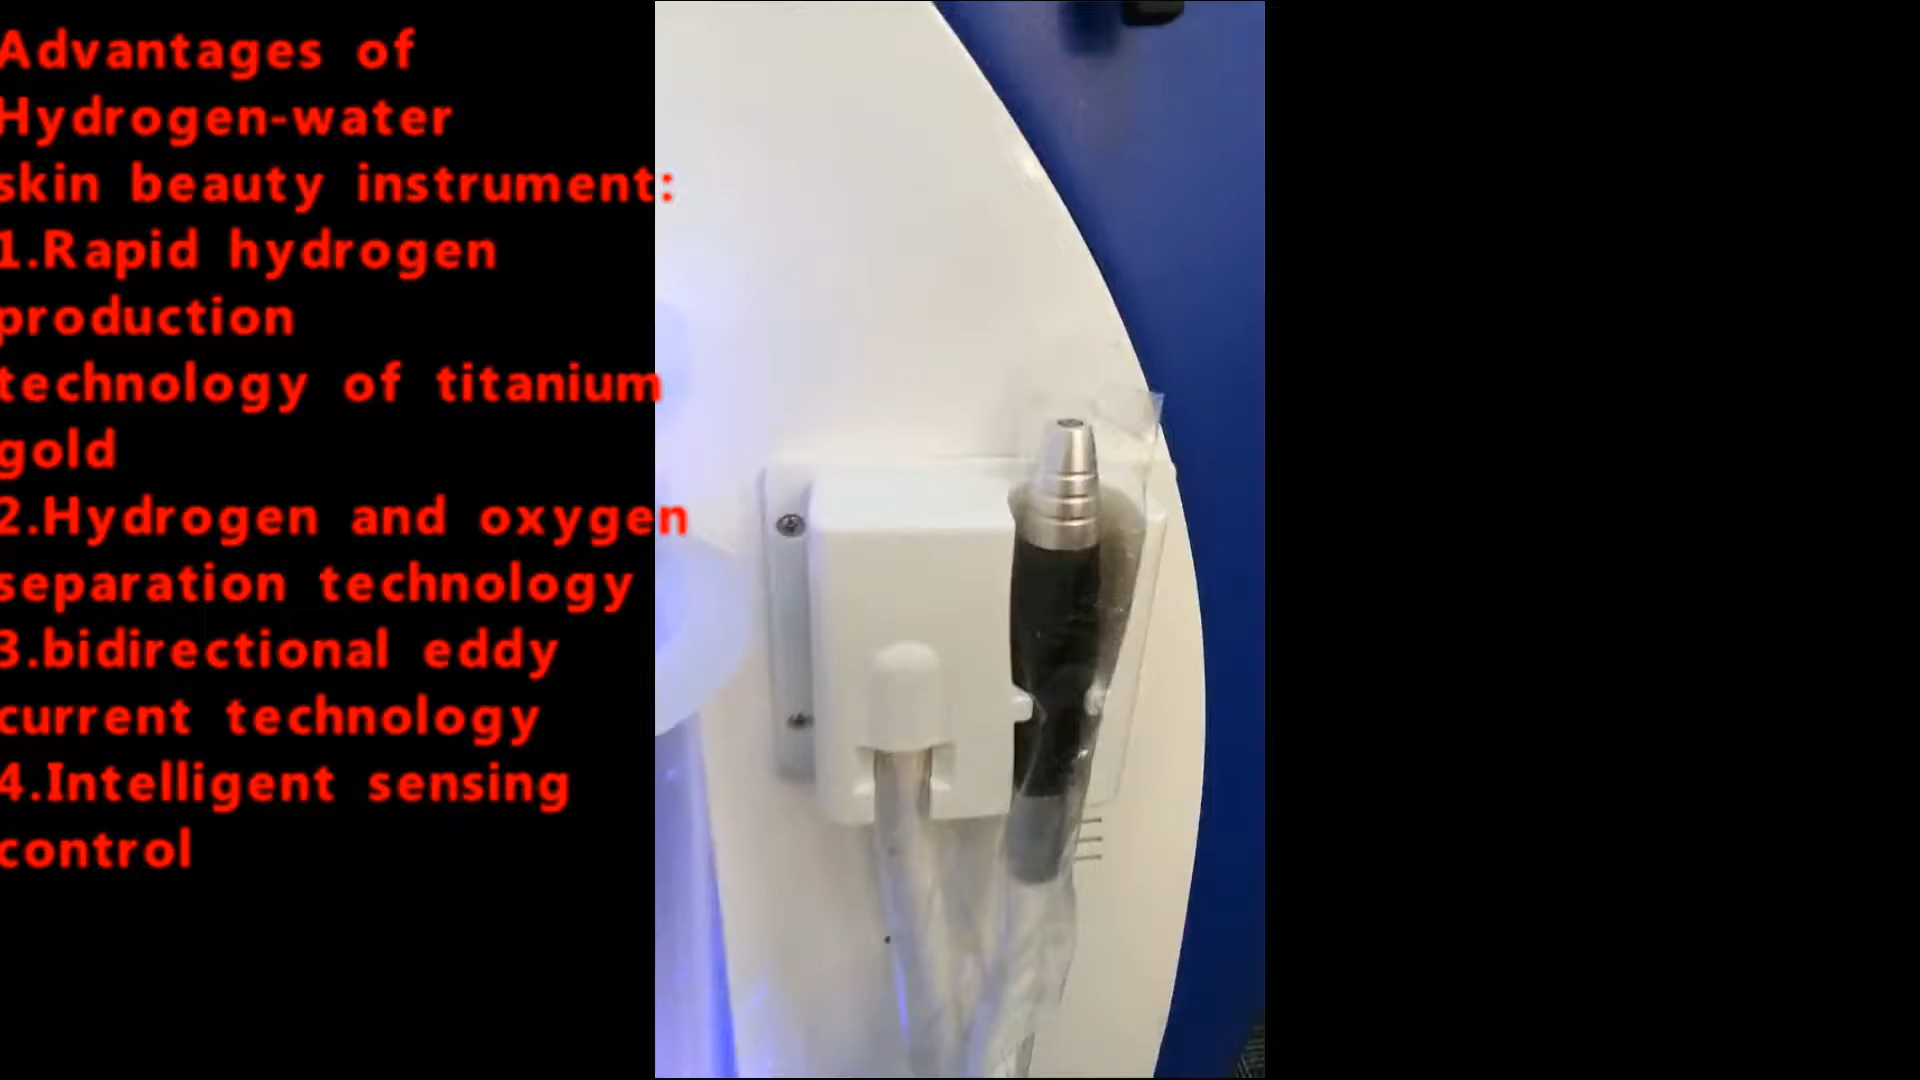 Advantages of
Hydrogen-water
skin beauty instrument:
1.Rapid hydrogen
production
technology of titanium
gold
2.Hydrogen and oxygen
separation technology
3.bidirectional eddy
current technology
4.Intelligent sensing
control